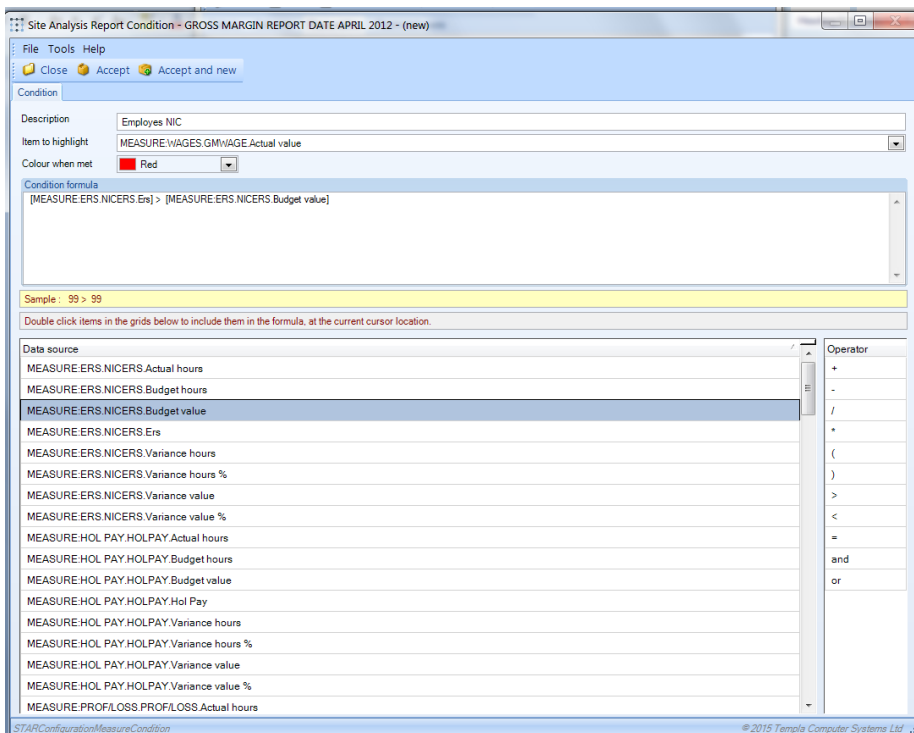 Site Analysis Report Condition - GROSS MARGIN REPORT DATE APRIL 2012 - (new)
File Tools Help
Close Accept Accept and new
Condition
Description Employes NIC
Item to highlight MEASURE:WAGES.GMWAGE.Actual value
Colour when met Red
Condition formula
[MEASURE:ERS.NICERS.Ers] > [MEASURE:ERS.NICERS.Budget value]
Sample : 99 > 99
Double click items in the grids below to include them in the formula, at the current cursor location.
Data source Operator
MEASURE:ERS.NICERS.Actual hours +
MEASURE:ERS.NICERS.Budget hours -
MEASURE:ERS.NICERS.Budget value /
MEASURE:ERS.NICERS.Ers *
MEASURE:ERS.NICERS.Variance hours (
MEASURE:ERS.NICERS.Variance hours % )
MEASURE:ERS.NICERS.Variance value >
MEASURE:ERS.NICERS.Variance value % <
MEASURE:HOL PAY.HOLPAY.Actual hours =
MEASURE:HOL PAY.HOLPAY.Budget hours and
MEASURE:HOL PAY.HOLPAY.Budget value or
MEASURE:HOL PAY.HOLPAY.Hol Pay
MEASURE:HOL PAY.HOLPAY.Variance hours
MEASURE:HOL PAY.HOLPAY.Variance hours %
MEASURE:HOL PAY.HOLPAY.Variance value
MEASURE:HOL PAY.HOLPAY.Variance value %
MEASURE:PROF/LOSS.PROF/LOSS.Actual hours
STARConfigurationMeasureCondition © 2015 Templa Computer Systems Ltd